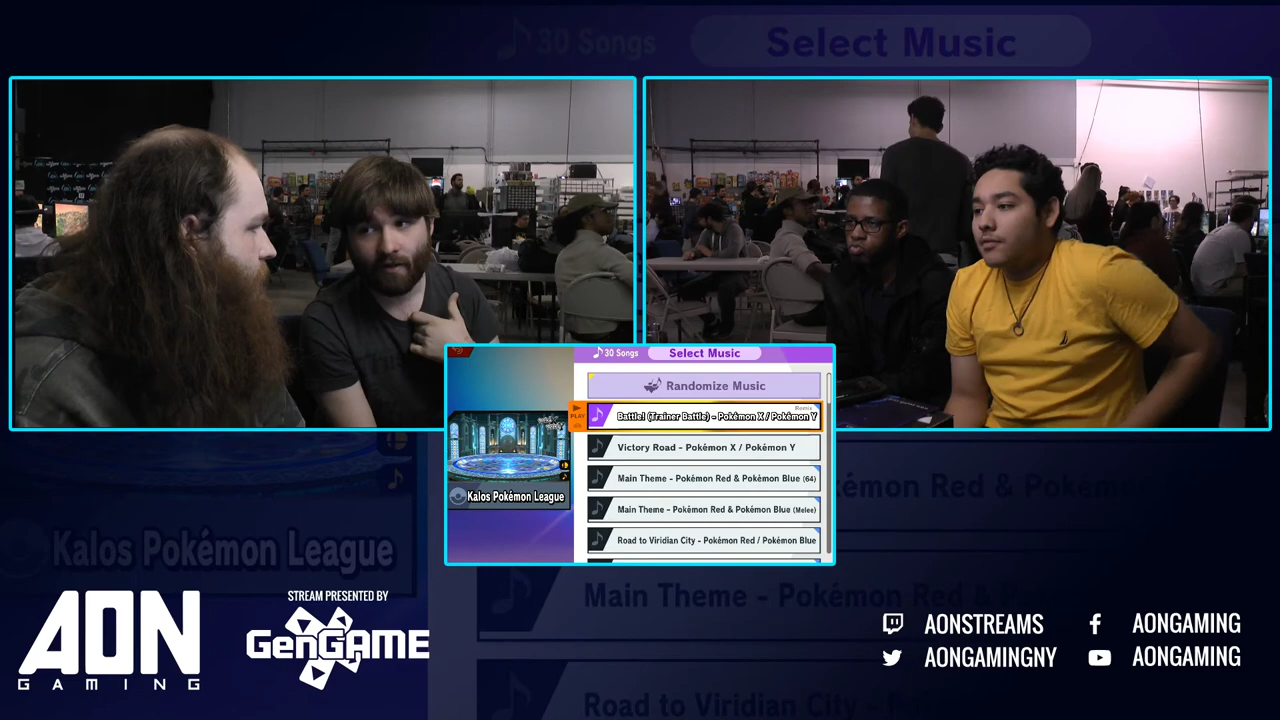 30 Songs
Select Music
30 Songs
Select Music
Randomize Music
Remix
PLAY
Battle! (Trainer Battle) - Pokémon X / Pokémon Y
Victory Road - Pokémon X / Pokémon Y
Main Theme - Pokémon Red & Pokémon Blue (64)
Main Theme - Pokémon Red & Pokémon Blue (Melee)
Road to Viridian City - Pokémon Red / Pokémon Blue
Kalos Pokémon League
émon Red & Pokém
Kalos Pokémon League
Main Theme - Pokémon Red & P
Road to Viridian City - P
AON
GAMING
STREAM PRESENTED BY
GenGAME
AONSTREAMS
AONGAMING
AONGAMINGNY
AONGAMING